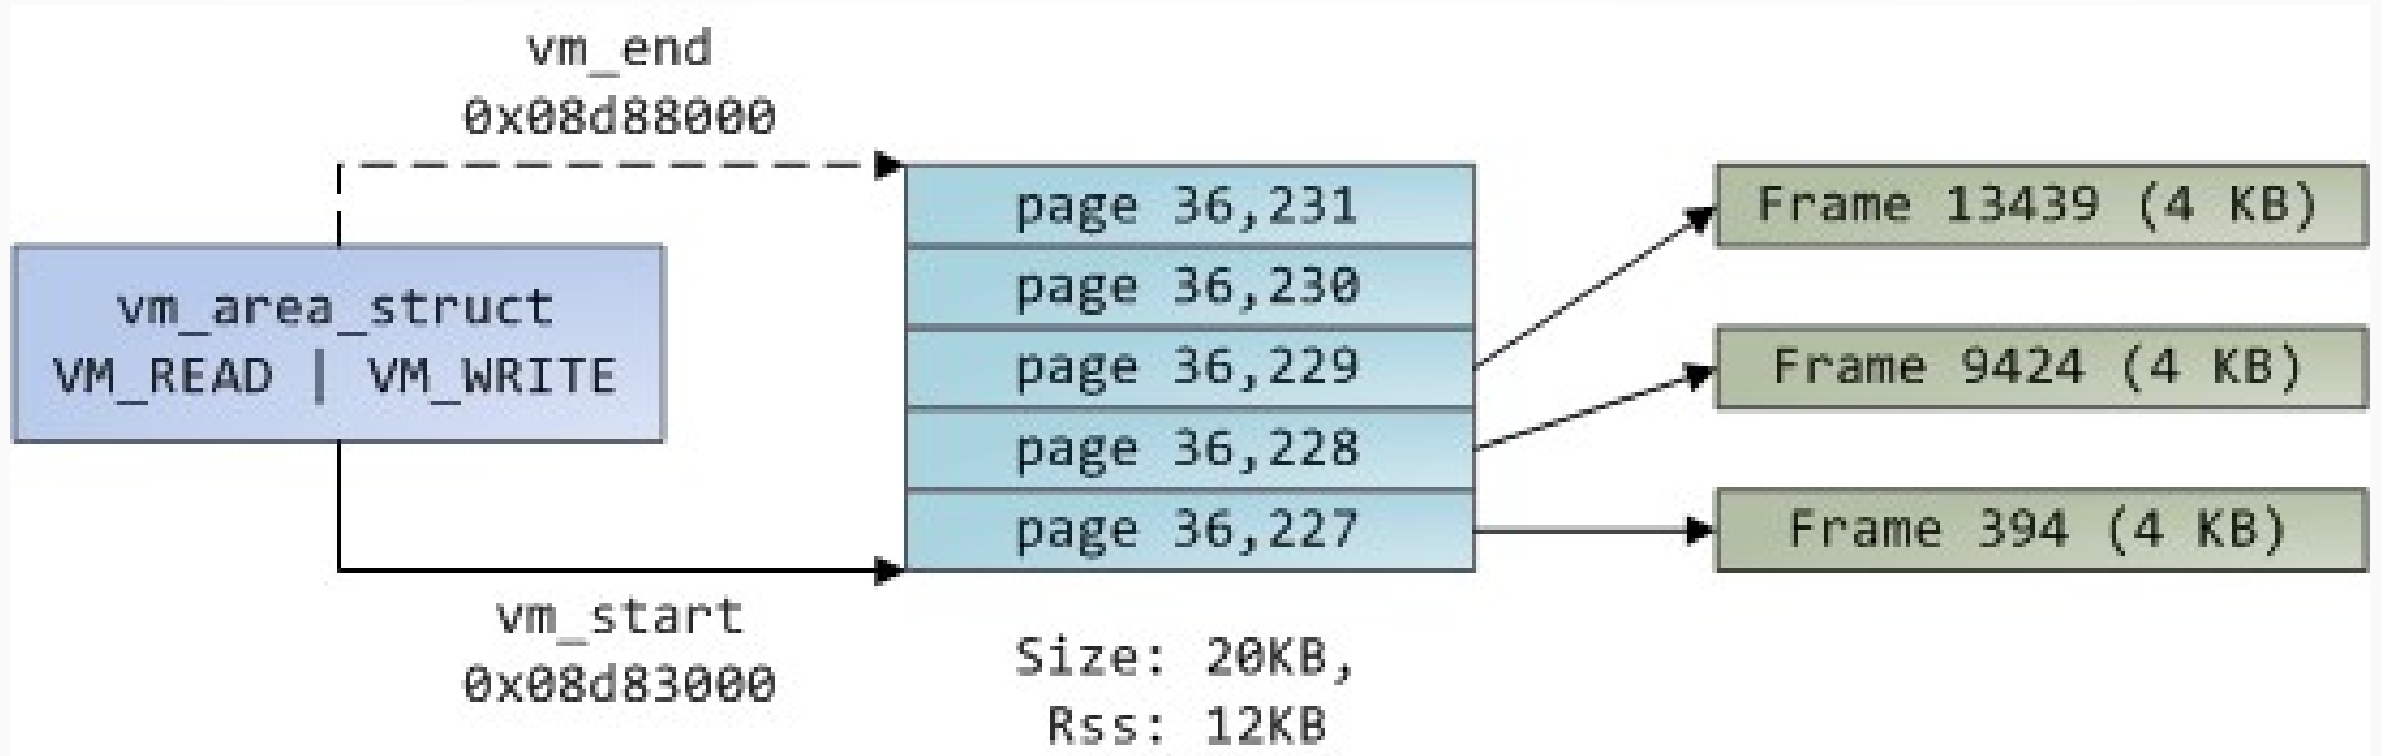 vm_end
0x08d88000
vm_area_struct
VM_READ | VM_WRITE
vm_start
0x08d83000
page 36,231
page 36,230
page 36,229
page 36,228
page 36,227
Size: 20KB,
Rss: 12KB
Frame 13439 (4 KB)
Frame 9424 (4 KB)
Frame 394 (4 KB)